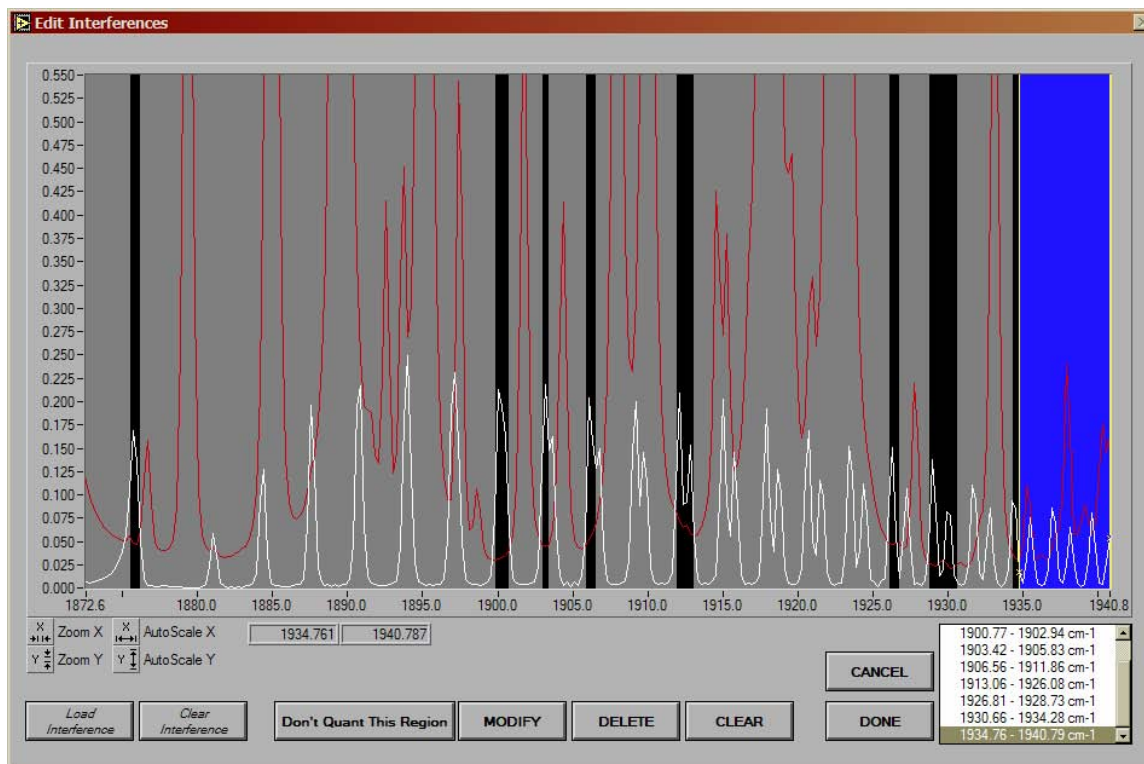 Edit Interferences
0.550
0.525
0.500
0.475
0.450
0.425
0.400
0.375
0.350
0.325
0.300
0.275
0.250
0.225
0.200
0.175
0.150
0.125
0.100
0.075
0.050
0.025
0.000
1872.6 1880.0 1885.0 1890.0 1895.0 1900.0 1905.0 1910.0 1915.0 1920.0 1925.0 1930.0 1935.0 1940.8
X Zoom X X AutoScale X 1934.761 1940.787
Y Zoom Y Y AutoScale Y
1900.77 - 1902.94 cm-1
1903.42 - 1905.83 cm-1
1906.56 - 1911.86 cm-1
1913.06 - 1926.08 cm-1
1926.81 - 1928.73 cm-1
1930.66 - 1934.28 cm-1
1934.76 - 1940.79 cm-1
CANCEL
Load Interference
Clear Interference
Don't Quant This Region
MODIFY
DELETE
CLEAR
DONE